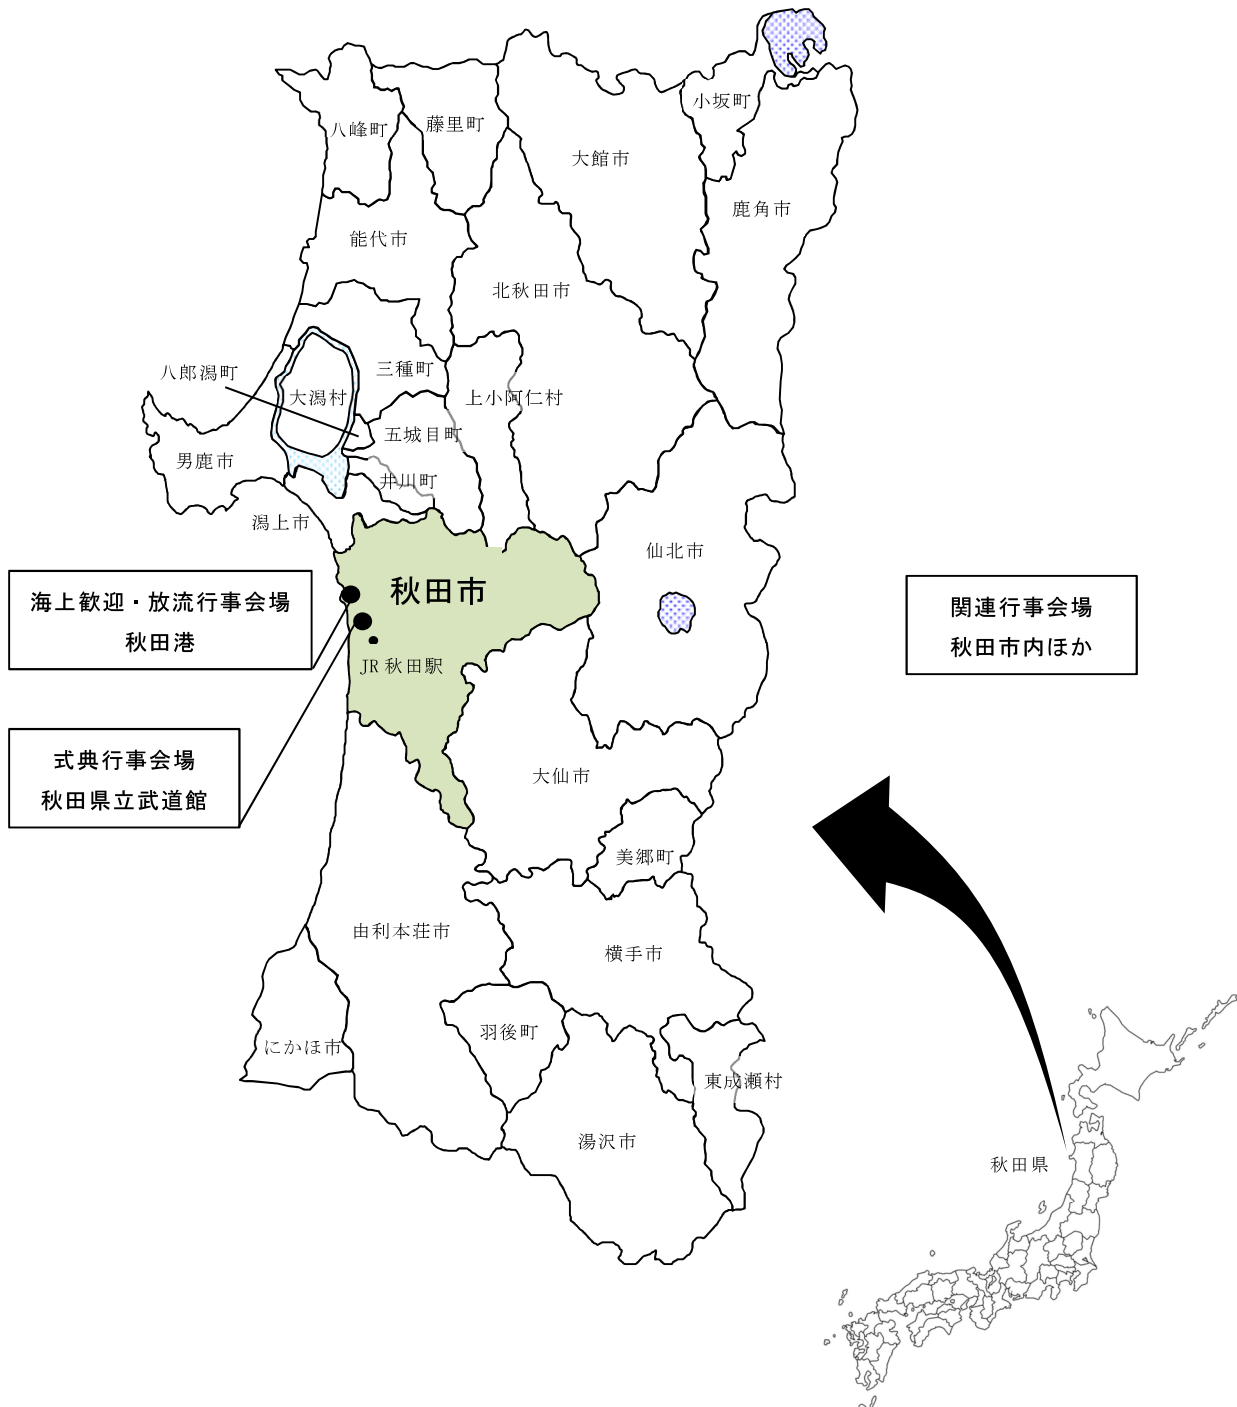 小坂町
藤里町
八峰町
大館市
鹿角市
能代市
北秋田市
三種町
八郎潟町
大潟村
上小阿仁村
五城目町
男鹿市
井川町
潟上市
仙北市
秋田市
海上歓迎・放流行事会場
秋田港
関連行事会場
秋田市内ほか
JR秋田駅
式典行事会場
秋田県立武道館
大仙市
美郷町
由利本荘市
横手市
羽後町
にかほ市
東成瀬村
湯沢市
秋田県